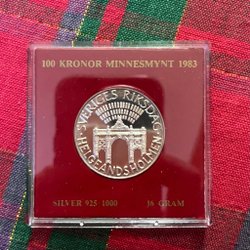 100 KRONOR MINNESMYNT 1983
SVERIGES RIKSDAG
HELGEANDSHOLMEN
SILVER 925/1000 16 GRAM